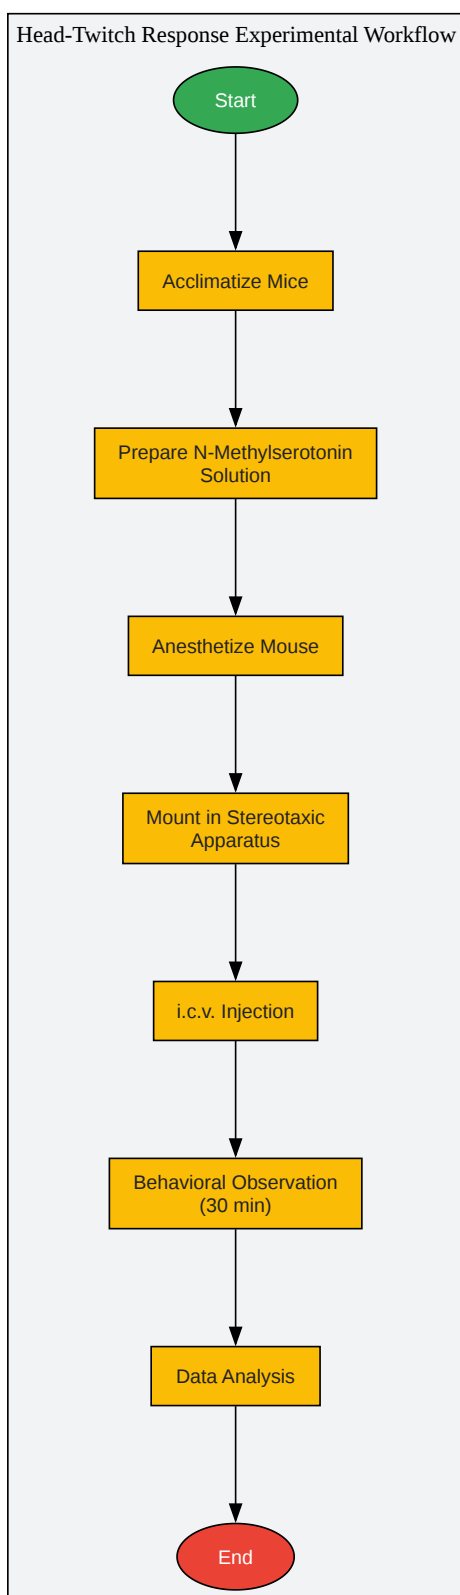 Head-Twitch Response Experimental Workflow
Start
Acclimatize Mice
Prepare N-Methylserotonin
Solution
Anesthetize Mouse
Mount in Stereotaxic
Apparatus
i.c.v. Injection
Behavioral Observation
(30 min)
Data Analysis
End